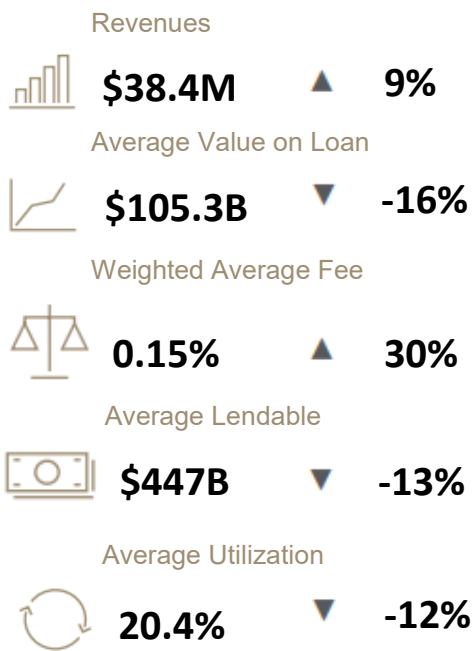 Revenues
$38.4M ▲ 9%
Average Value on Loan
$105.3B ▼ -16%
Weighted Average Fee
0.15% ▲ 30%
Average Lendable
$447B ▼ -13%
Average Utilization
20.4% ▼ -12%